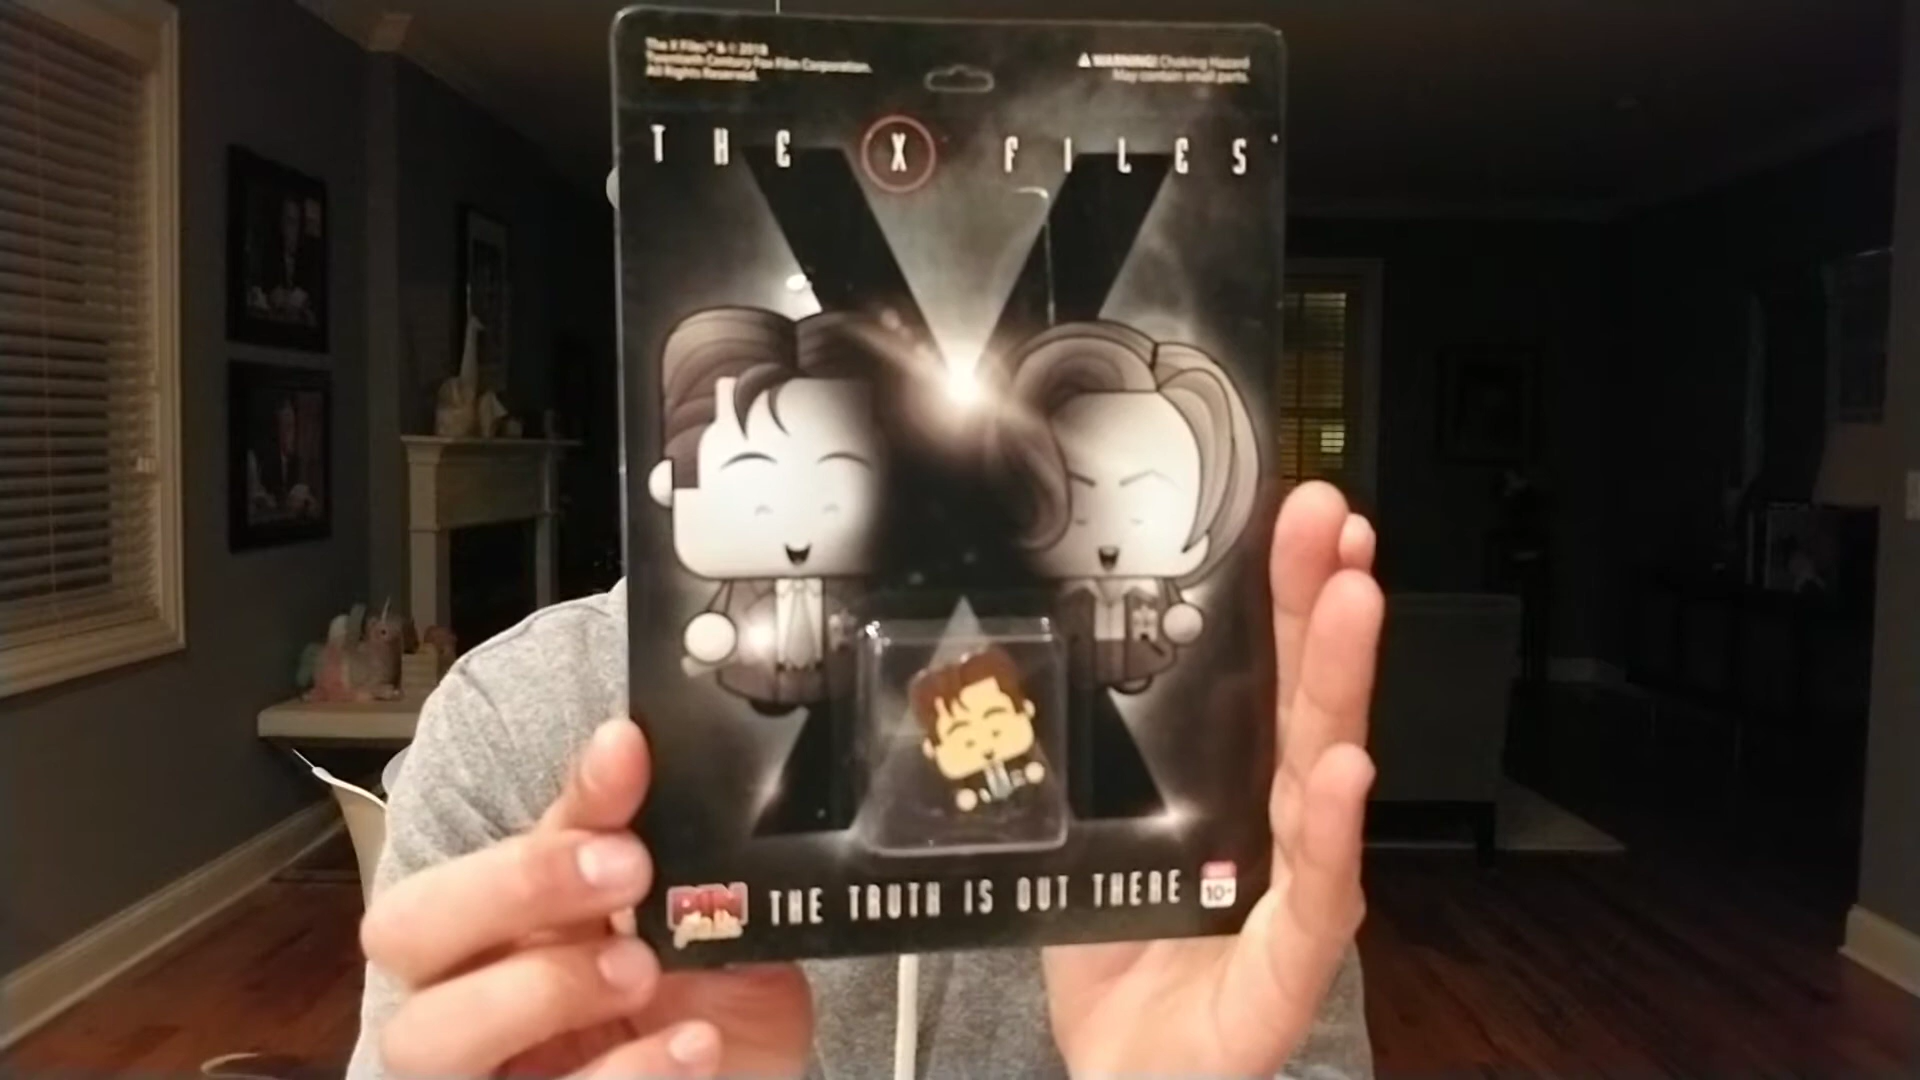 The X Files™ & © 2018
Twentieth Century Fox Film Corporation.
All Rights Reserved.
⚠ WARNING! Choking Hazard
May contain small parts.
THE X FILES
PIN
THE TRUTH IS OUT THERE
10+